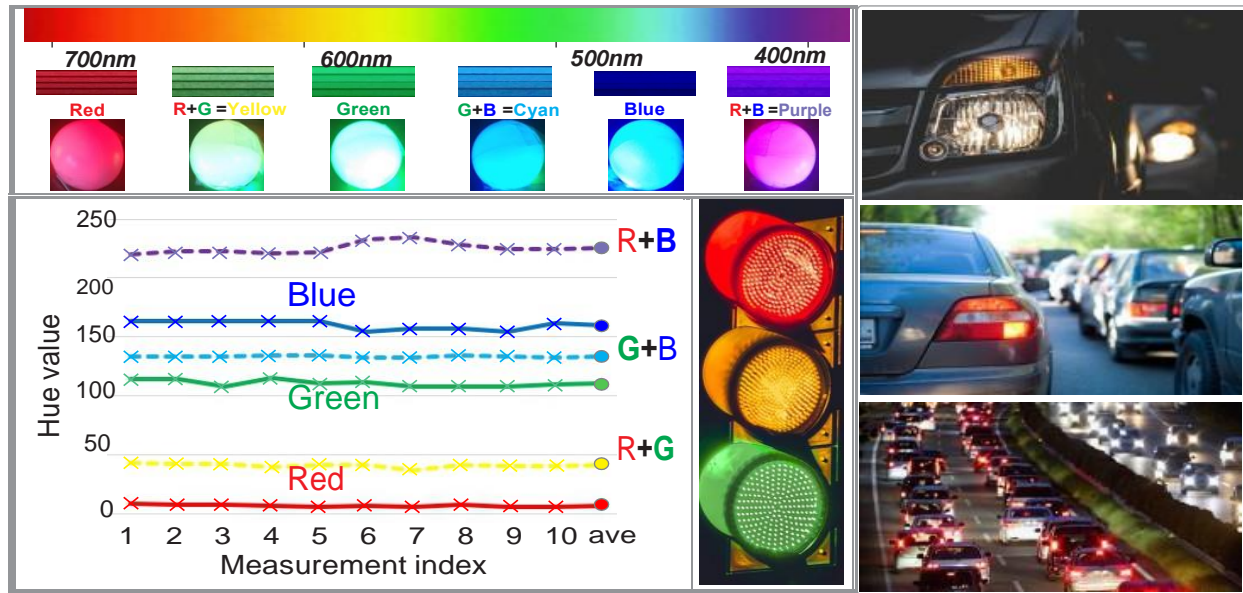 700nm 600nm 500nm 400nm
Red R+G =Yellow Green G+B =Cyan Blue R+B =Purple
250
200
150
100
50
0
Hue value
R+B
Blue
G+B
Green
R+G
Red
1 2 3 4 5 6 7 8 9 10 ave
Measurement index